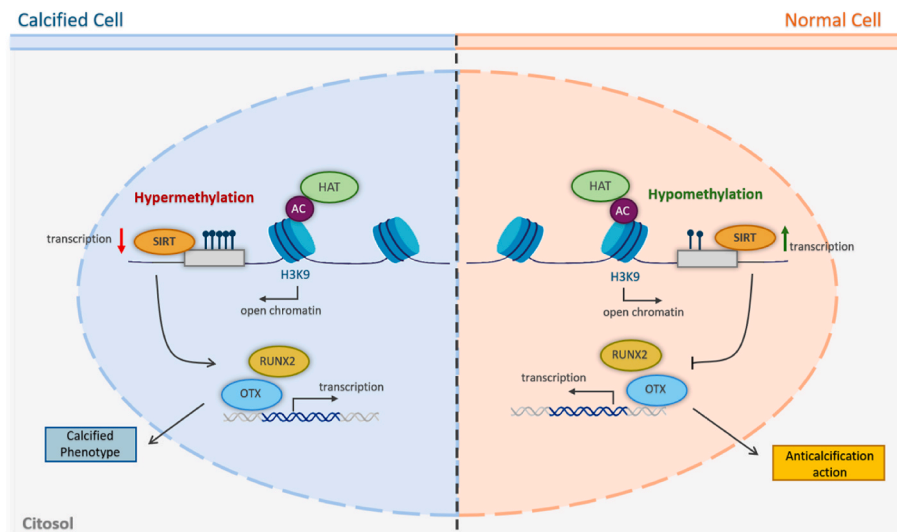 Calcified Cell
Normal Cell
Hypermethylation
HAT
AC
transcription
SIRT
H3K9
open chromatin
RUNX2
OTX
transcription
Calcified
Phenotype
HAT
AC
Hypomethylation
SIRT
transcription
H3K9
open chromatin
RUNX2
transcription
OTX
Anticalcification
action
Citosol